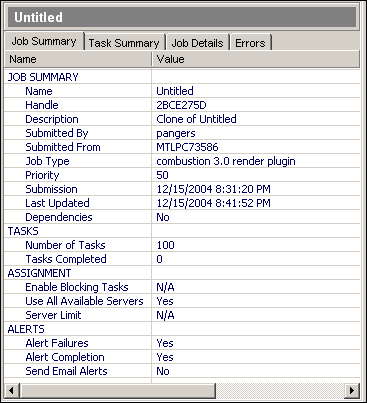 Untitled
Job Summary Task Summary Job Details Errors
Name Value
JOB SUMMARY
Name Untitled
Handle 2BCE275D
Description Clone of Untitled
Submitted By pangers
Submitted From MTLPC73586
Job Type combustion 3.0 render plugin
Priority 50
Submission 12/15/2004 8:31:20 PM
Last Updated 12/15/2004 8:41:52 PM
Dependencies No
TASKS
Number of Tasks 100
Tasks Completed 0
ASSIGNMENT
Enable Blocking Tasks N/A
Use All Available Servers Yes
Server Limit N/A
ALERTS
Alert Failures Yes
Alert Completion Yes
Send Email Alerts No